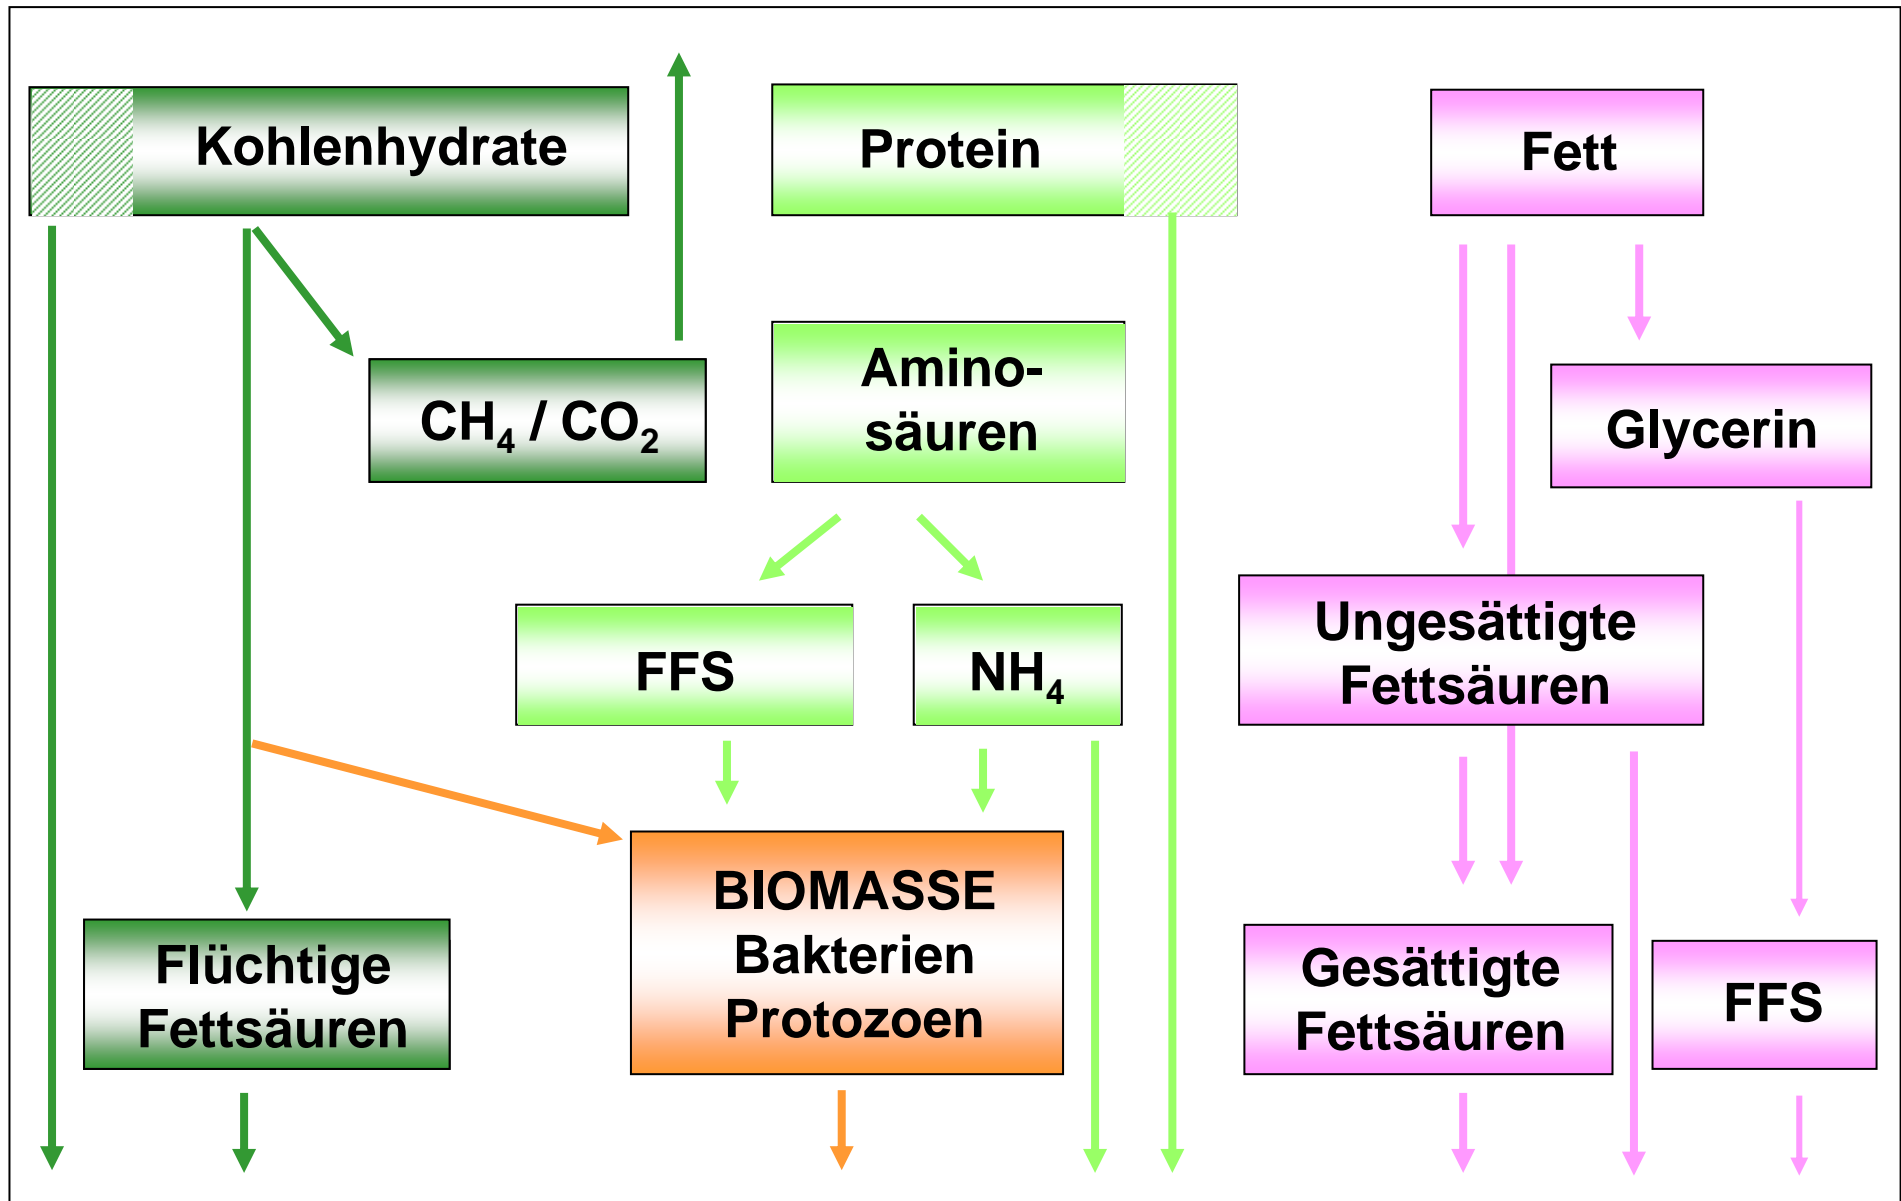 Kohlenhydrate
Protein
Fett
CH₄ / CO₂
Amino-
säuren
Glycerin
FFS
NH₄
Ungesättigte
Fettsäuren
Flüchtige
Fettsäuren
BIOMASSE
Bakterien
Protozoen
Gesättigte
Fettsäuren
FFS